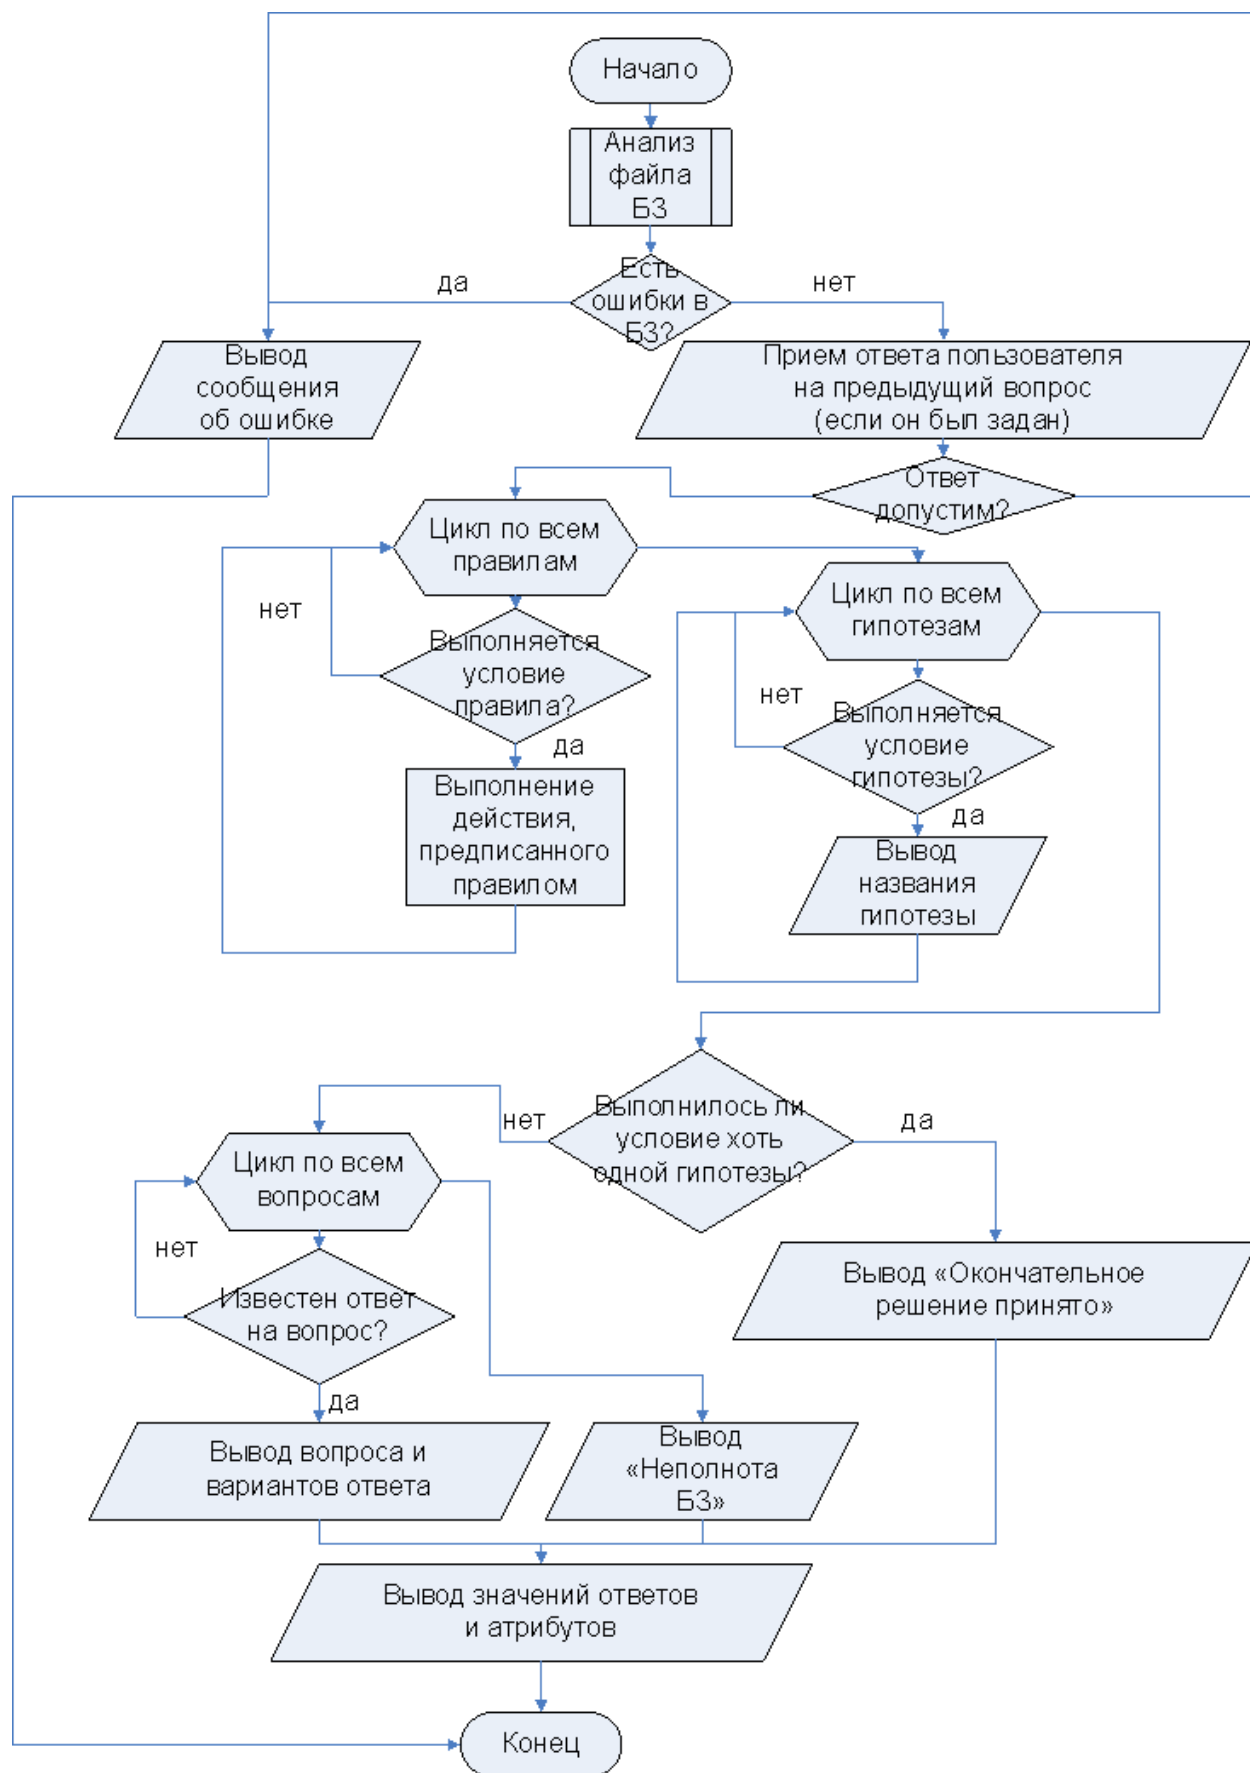 Начало
Анализ
файла
БЗ
Есть
ошибки в
БЗ?
да
нет
Вывод
сообщения
об ошибке
Прием ответа пользователя
на предыдущий вопрос
(если он был задан)
Ответ
допустим?
Цикл по всем
правилам
нет
Выполняется
условие
правила?
да
Выполнение
действия,
предписанного
правилом
Цикл по всем
гипотезам
нет
Выполняется
условие
гипотезы?
да
Вывод
названия
гипотезы
Выполнилось ли
условие хоть
одной гипотезы?
нет
да
Цикл по всем
вопросам
нет
Известен ответ
на вопрос?
да
Вывод «Окончательное
решение принято»
Вывод вопроса и
вариантов ответа
Вывод
«Неполнота
БЗ»
Вывод значений ответов
и атрибутов
Конец